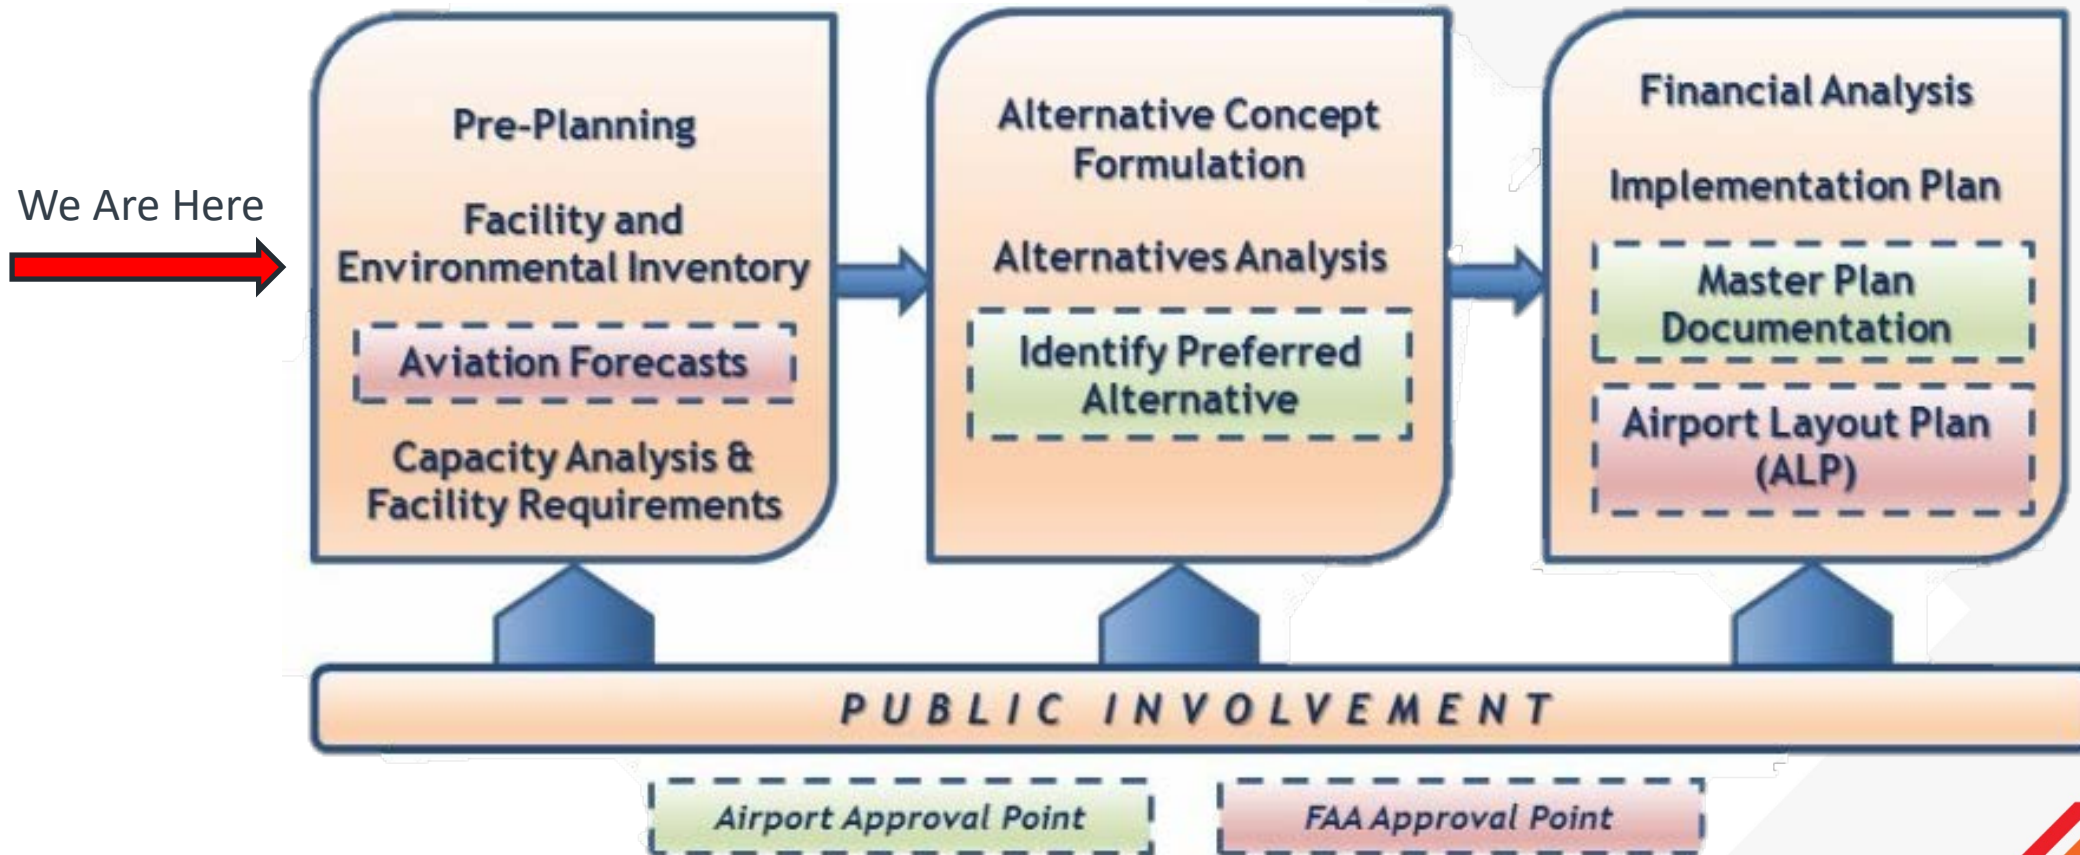 We Are Here
Pre-Planning
Facility and
Environmental Inventory
Aviation Forecasts
Capacity Analysis &
Facility Requirements
Alternative Concept
Formulation
Alternatives Analysis
Identify Preferred
Alternative
Financial Analysis
Implementation Plan
Master Plan
Documentation
Airport Layout Plan
(ALP)
PUBLIC INVOLVEMENT
Airport Approval Point
FAA Approval Point